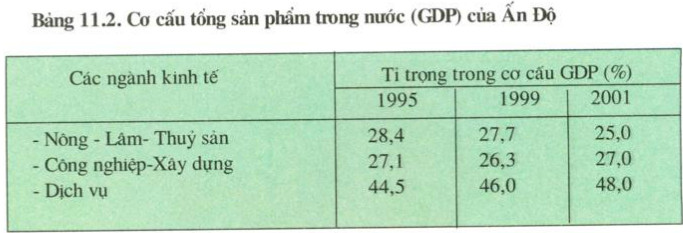 Bảng 11.2. Cơ cấu tổng sản phẩm trong nước (GDP) của Ấn Độ
Các ngành kinh tế
Tỉ trọng trong cơ cấu GDP (%)
1995 1999 2001
- Nông - Lâm- Thuỷ sản 28,4 27,7 25,0
- Công nghiệp-Xây dựng 27,1 26,3 27,0
- Dịch vụ 44,5 46,0 48,0